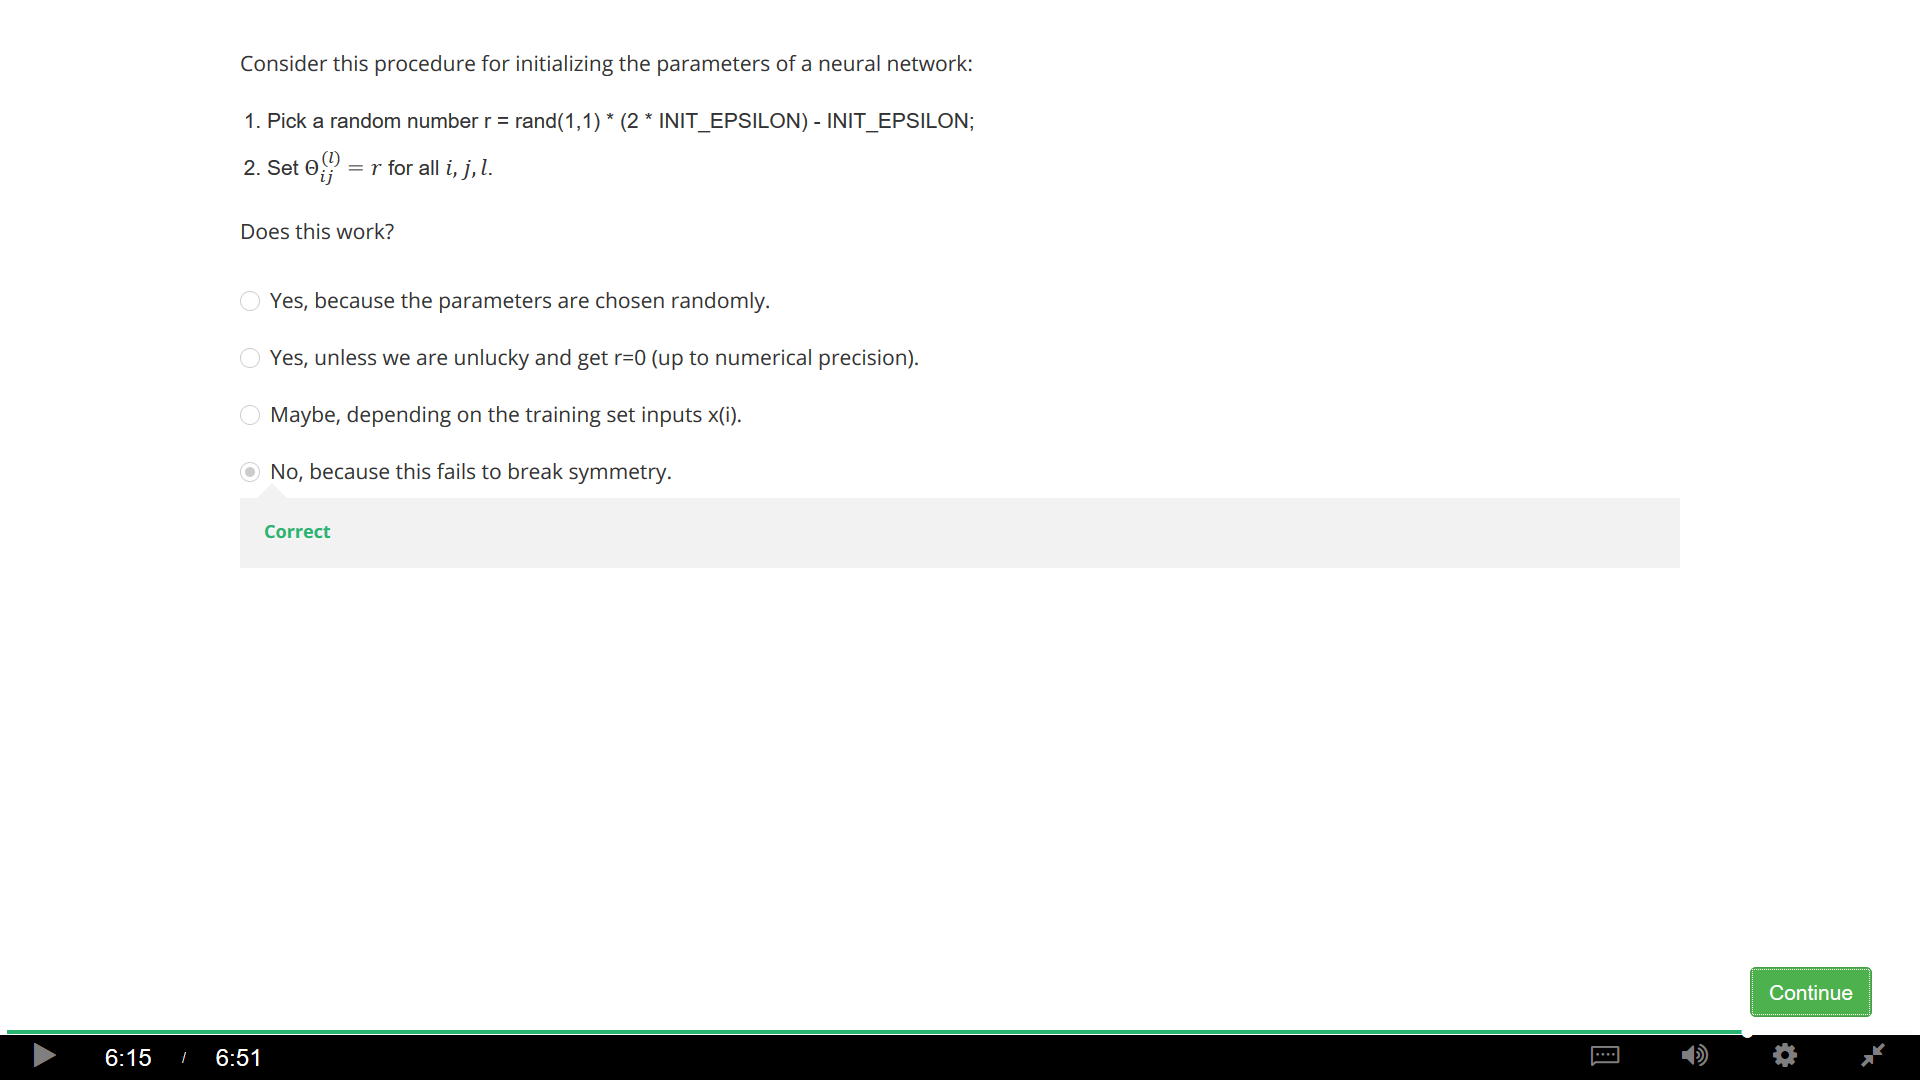 Consider this procedure for initializing the parameters of a neural network:
1. Pick a random number r = rand(1,1) * (2 * INIT_EPSILON) - INIT_EPSILON;
2. Set Θ_{ij}^{(l)} = r for all i, j, l.
Does this work?
Yes, because the parameters are chosen randomly.
Yes, unless we are unlucky and get r=0 (up to numerical precision).
Maybe, depending on the training set inputs x(i).
No, because this fails to break symmetry.
Correct
Continue
6:15 / 6:51